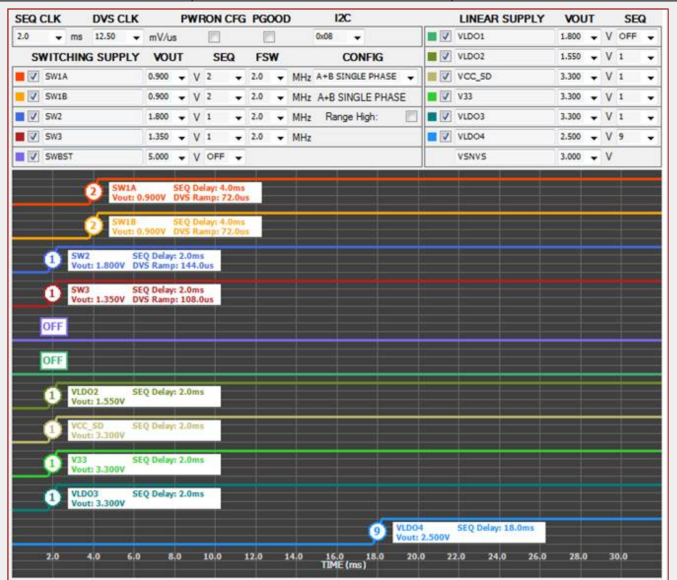 SEQ CLK DVS CLK PWRON CFG PGOOD I2C
2.0 ms 12.50 mV/us 0x08
SWITCHING SUPPLY VOUT SEQ FSW CONFIG
SW1A 0.900 V 2 2.0 MHz A+B SINGLE PHASE
SW1B 0.900 V 2 2.0 MHz A+B SINGLE PHASE
SW2 1.800 V 1 2.0 MHz Range High:
SW3 1.350 V 1 2.0 MHz
SWBST 5.000 V OFF
LINEAR SUPPLY VOUT SEQ
VLDO1 1.800 V OFF
VLDO2 1.550 V 1
VCC_SD 3.300 V 1
V33 3.300 V 1
VLDO3 3.300 V 1
VLDO4 2.500 V 9
VSNVS 3.000 V
2 SW1A SEQ Delay: 4.0ms
Vout: 0.900V DVS Ramp: 72.0us
2 SW1B SEQ Delay: 4.0ms
Vout: 0.900V DVS Ramp: 72.0us
1 SW2 SEQ Delay: 2.0ms
Vout: 1.800V DVS Ramp: 144.0us
1 SW3 SEQ Delay: 2.0ms
Vout: 1.350V DVS Ramp: 108.0us
OFF
OFF
1 VLDO2 SEQ Delay: 2.0ms
Vout: 1.550V
1 VCC_SD SEQ Delay: 2.0ms
Vout: 3.300V
1 V33 SEQ Delay: 2.0ms
Vout: 3.300V
1 VLDO3 SEQ Delay: 2.0ms
Vout: 3.300V
9 VLDO4 SEQ Delay: 18.0ms
Vout: 2.500V
2.0 4.0 6.0 8.0 10.0 12.0 14.0 16.0 18.0 20.0 22.0 24.0 26.0 28.0 30.0
TIME (ms)